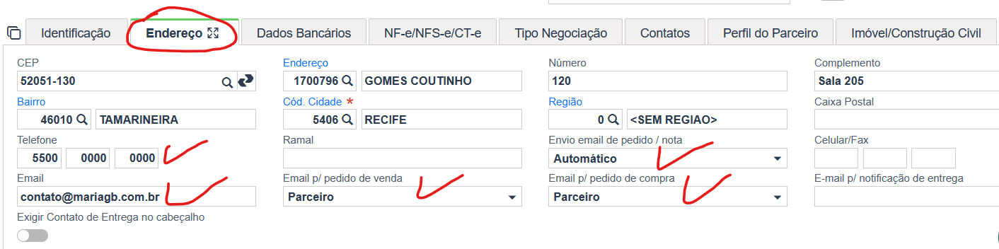 Identificação Endereço Dados Bancários NF-e/NFS-e/CT-e Tipo Negociação Contatos Perfil do Parceiro Imóvel/Construção Civil
CEP Endereço Número Complemento
52051-130 1700796 GOMES COUTINHO 120 Sala 205
Bairro Cód. Cidade * Região Caixa Postal
46010 TAMARINEIRA 5406 RECIFE 0 <SEM REGIAO>
Telefone Ramal Envio email de pedido / nota Celular/Fax
5500 0000 0000 Automático
Email Email p/ pedido de venda Email p/ pedido de compra E-mail p/ notificação de entrega
contato@mariagb.com.br Parceiro Parceiro
Exigir Contato de Entrega no cabeçalho